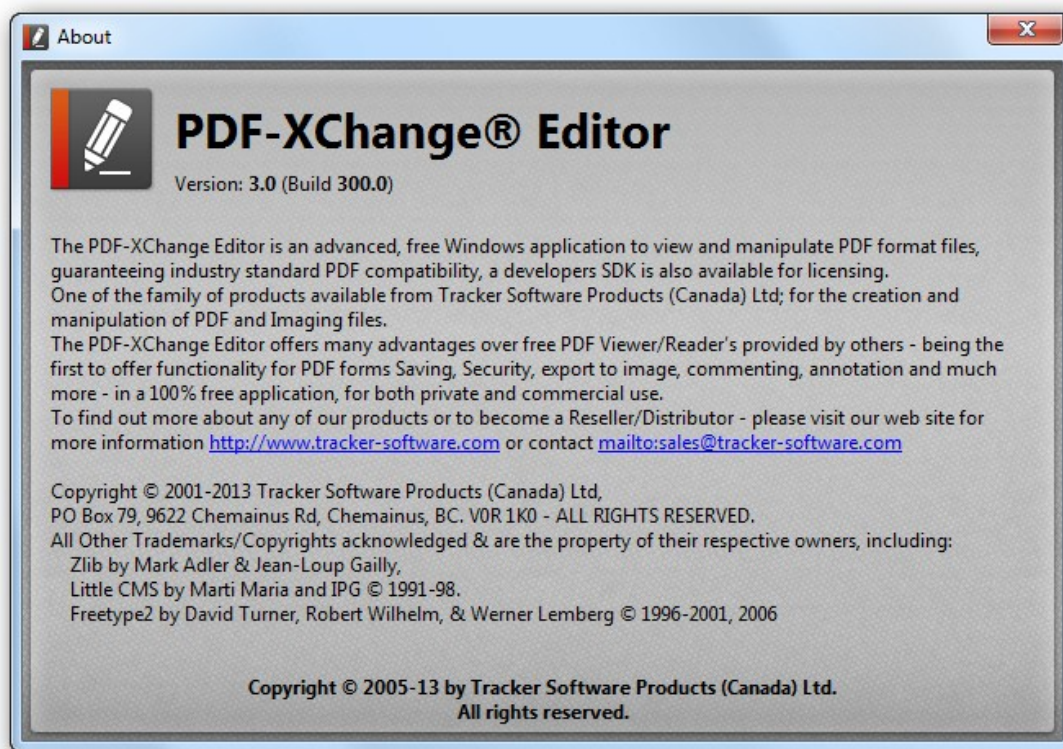 About
PDF-XChange® Editor
Version: 3.0 (Build 300.0)
The PDF-XChange Editor is an advanced, free Windows application to view and manipulate PDF format files,
guaranteeing industry standard PDF compatibility, a developers SDK is also available for licensing.
One of the family of products available from Tracker Software Products (Canada) Ltd; for the creation and
manipulation of PDF and Imaging files.
The PDF-XChange Editor offers many advantages over free PDF Viewer/Reader's provided by others - being the
first to offer functionality for PDF forms Saving, Security, export to image, commenting, annotation and much
more - in a 100% free application, for both private and commercial use.
To find out more about any of our products or to become a Reseller/Distributor - please visit our web site for
more information http://www.tracker-software.com or contact mailto:sales@tracker-software.com
Copyright © 2001-2013 Tracker Software Products (Canada) Ltd,
PO Box 79, 9622 Chemainus Rd, Chemainus, BC. V0R 1K0 - ALL RIGHTS RESERVED.
All Other Trademarks/Copyrights acknowledged & are the property of their respective owners, including:
Zlib by Mark Adler & Jean-Loup Gailly,
Little CMS by Marti Maria and IPG © 1991-98.
Freetype2 by David Turner, Robert Wilhelm, & Werner Lemberg © 1996-2001, 2006
Copyright © 2005-13 by Tracker Software Products (Canada) Ltd.
All rights reserved.